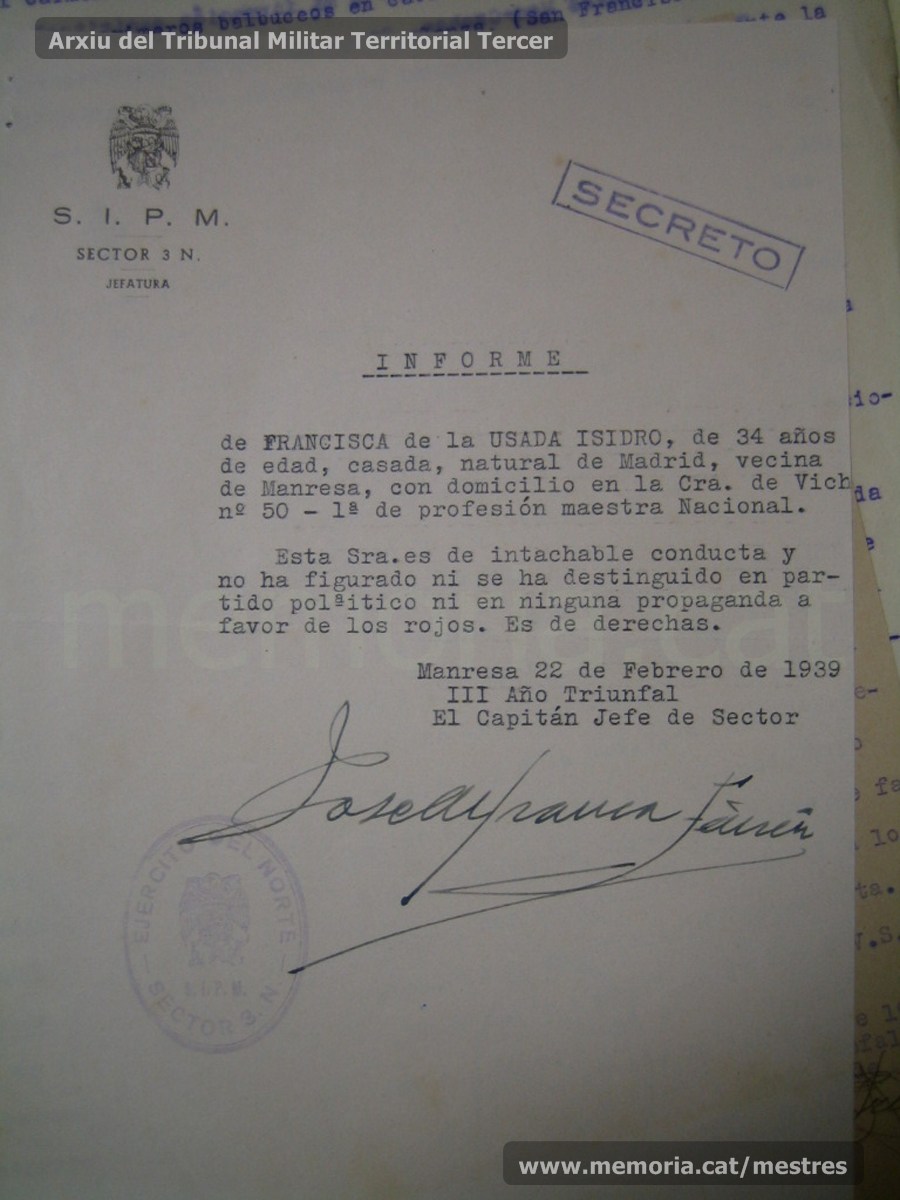 Arxiu del Tribunal Militar Territorial Tercer
S. I. P. M.
SECTOR 3 N.
JEFATURA
SECRETO
INFORME
de FRANCISCA de la USADA ISIDRO, de 34 años
de edad, casada, natural de Madrid, vecina
de Manresa, con domicilio en la Cra. de Vich
nº 50 - 1ª de profesión maestra Nacional.
Esta Sra.es de intachable conducta y
no ha figurado ni se ha destinguido en par-
tido polªitico ni en ninguna propaganda a
favor de los rojos. Es de derechas.
Manresa 22 de Febrero de 1939
III Año Triunfal
El Capitán Jefe de Sector
EJERCITO DEL NORTE
S.I.P.M.
SECTOR 3 N.
memoria.cat
www.memoria.cat/mestres